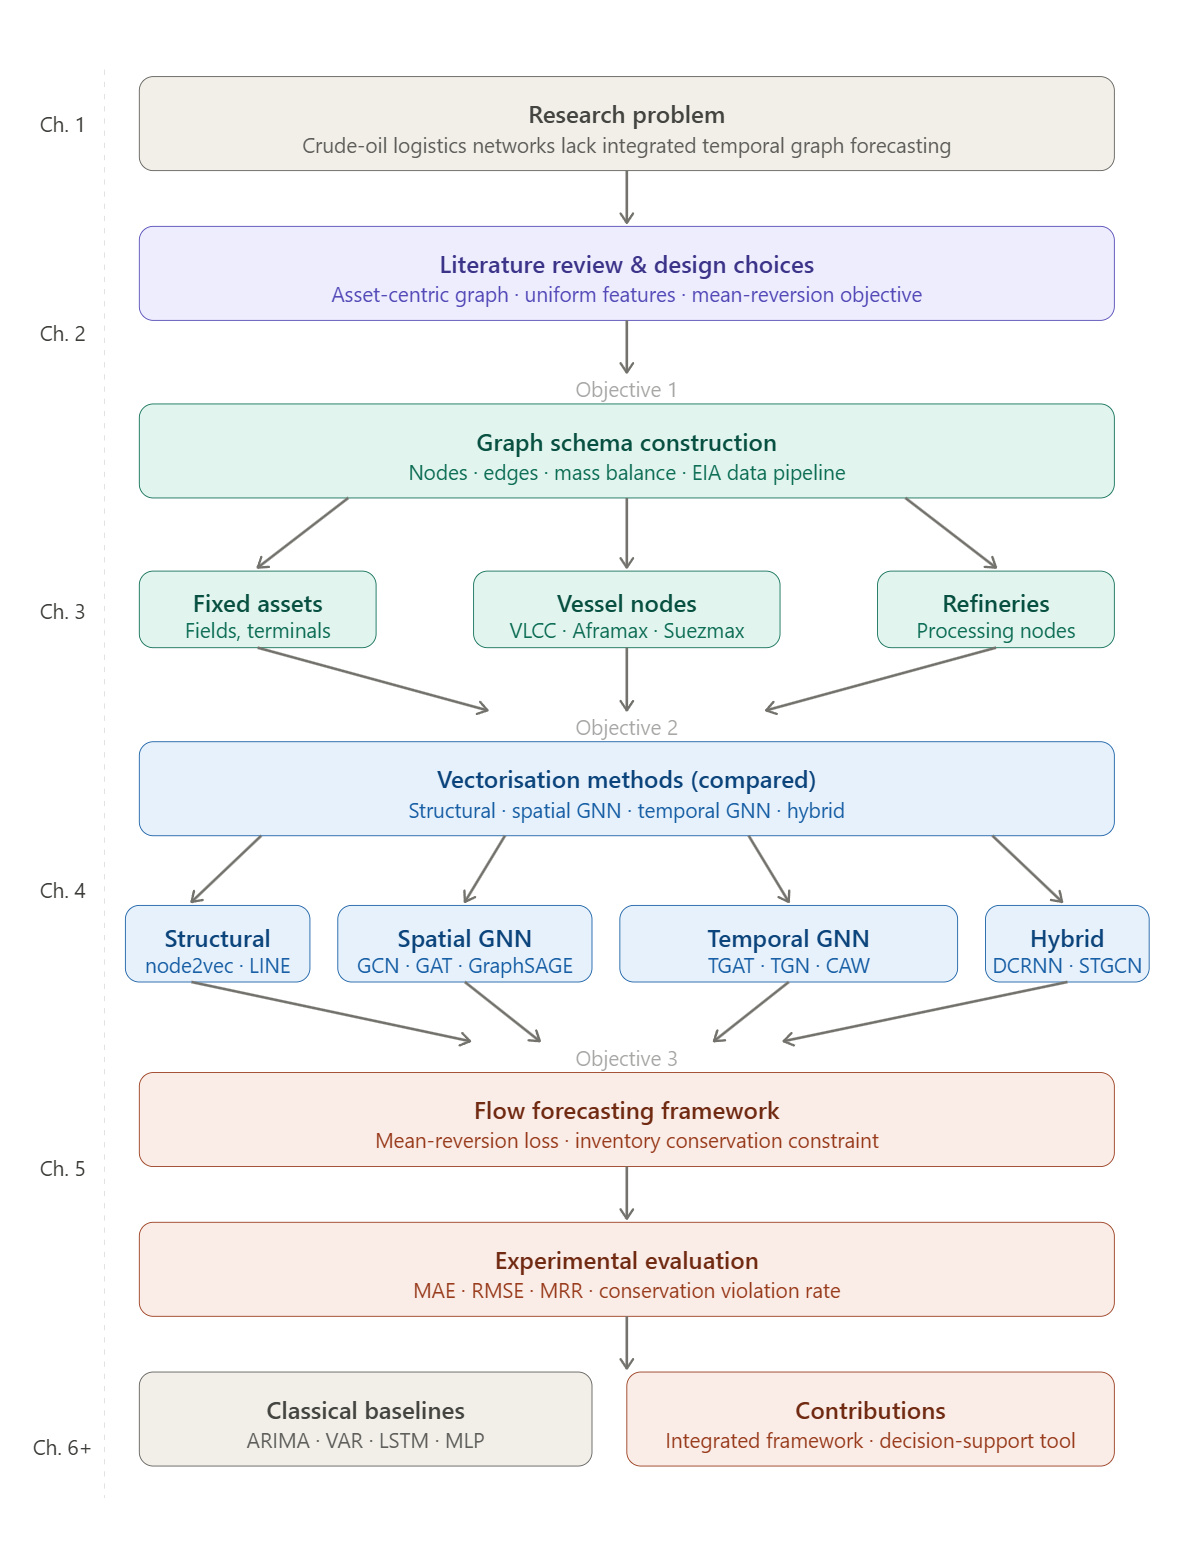 Ch. 1
Research problem
Crude-oil logistics networks lack integrated temporal graph forecasting
Literature review & design choices
Asset-centric graph · uniform features · mean-reversion objective
Ch. 2
Objective 1
Graph schema construction
Nodes · edges · mass balance · EIA data pipeline
Ch. 3
Fixed assets
Fields, terminals
Vessel nodes
VLCC · Aframax · Suezmax
Refineries
Processing nodes
Objective 2
Vectorisation methods (compared)
Structural · spatial GNN · temporal GNN · hybrid
Ch. 4
Structural
node2vec · LINE
Spatial GNN
GCN · GAT · GraphSAGE
Temporal GNN
TGAT · TGN · CAW
Hybrid
DCRNN · STGCN
Objective 3
Flow forecasting framework
Mean-reversion loss · inventory conservation constraint
Ch. 5
Experimental evaluation
MAE · RMSE · MRR · conservation violation rate
Classical baselines
ARIMA · VAR · LSTM · MLP
Contributions
Integrated framework · decision-support tool
Ch. 6+